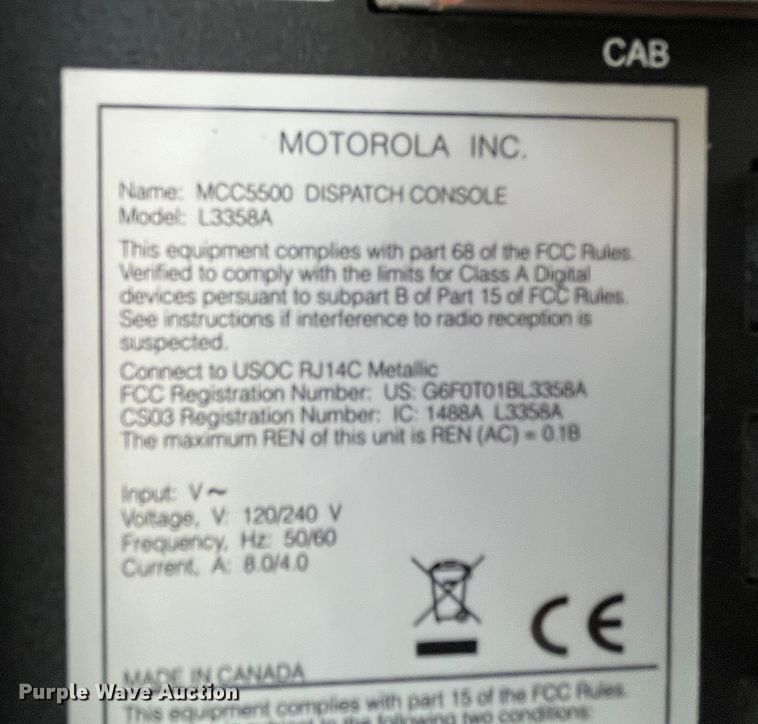 CAB
MOTOROLA INC.
Name: MCC5500 DISPATCH CONSOLE
Model: L3358A
This equipment complies with part 68 of the FCC Rules.
Verified to comply with the limits for Class A Digital
devices persuant to subpart B of Part 15 of FCC Rules.
See instructions if interference to radio reception is
suspected.
Connect to USOC RJ14C Metallic
FCC Registration Number: US: G6F0T01BL3358A
CS03 Registration Number: IC: 1488A L3358A
The maximum REN of this unit is REN (AC) = 0.1B
Input: V~
Voltage, V: 120/240 V
Frequency, Hz: 50/60
Current, A: 8.0/4.0
CE
MADE IN CANADA
Purple Wave Auction
This equipment complies with part 15 of the FCC Rules.
to the following two conditions: